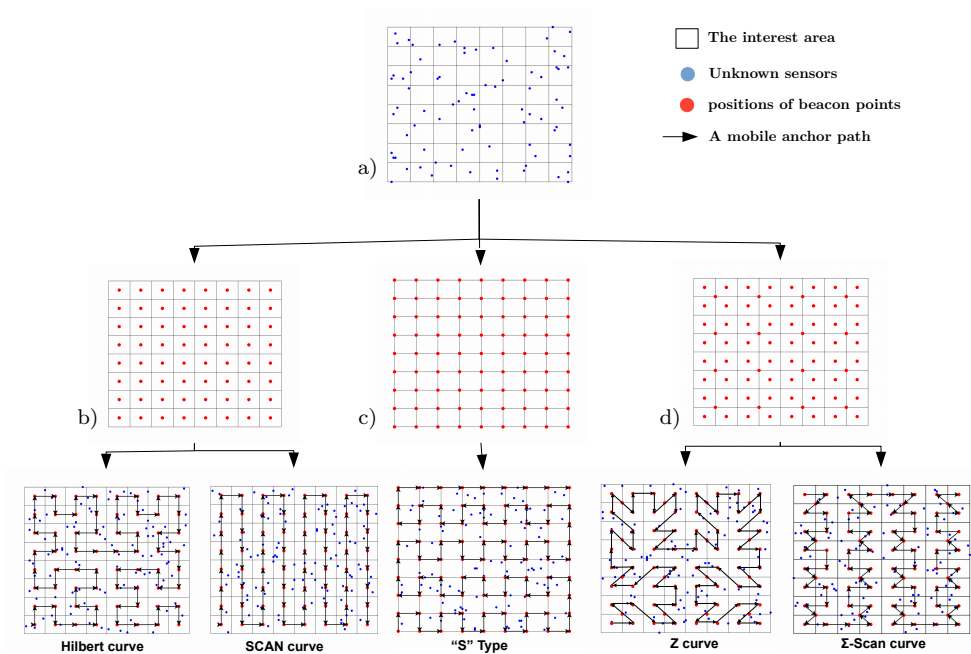 The interest area
Unknown sensors
positions of beacon points
A mobile anchor path
a)
b)
c)
d)
Hilbert curve
SCAN curve
“S” Type
Z curve
Σ-Scan curve